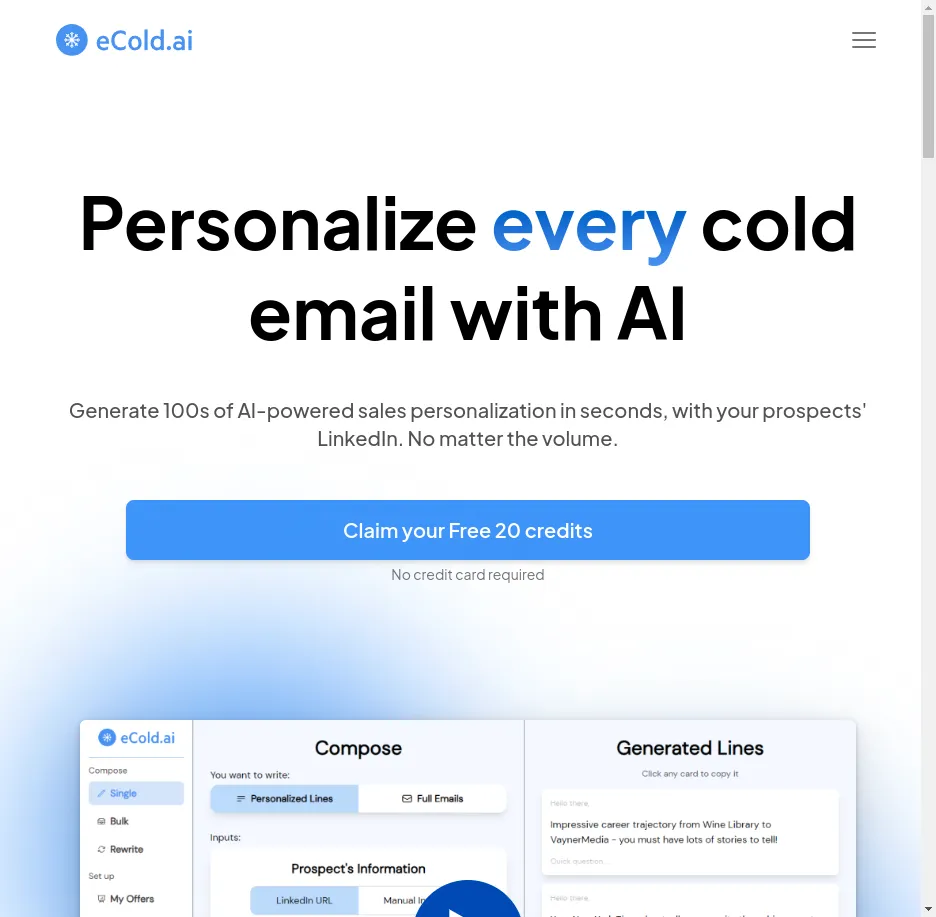 eCold.ai
Personalize every cold
email with AI
Generate 100s of AI-powered sales personalization in seconds, with your prospects'
LinkedIn. No matter the volume.
Claim your Free 20 credits
No credit card required
eCold.ai
Compose
Single
Bulk
Rewrite
Set up
My Offers
Compose
You want to write:
Personalized Lines
Full Emails
Inputs:
Prospect's Information
LinkedIn URL
Manual
Generated Lines
Click any card to copy it
Hello there,
Impressive career trajectory from Wine Library to
VaynerMedia - you must have lots of stories to tell!
Quick question...
Hello there,